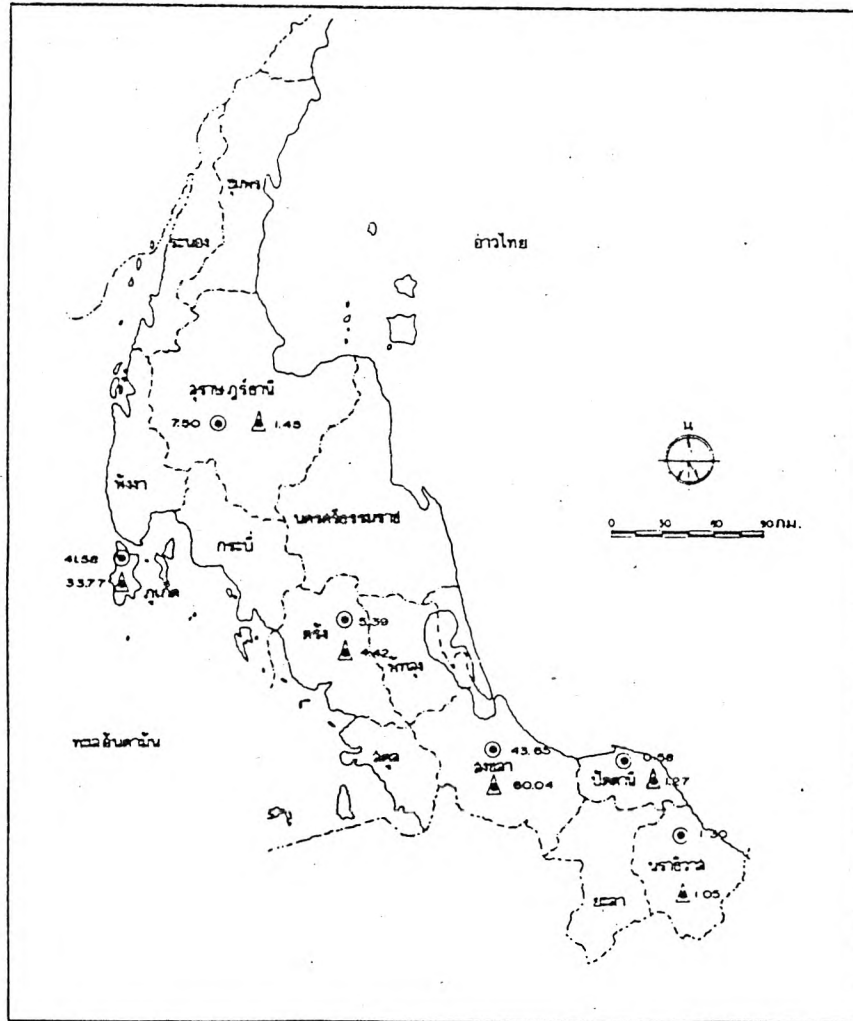 ชุมพร
ระนอง
อ่าวไทย
สุราษฎร์ธานี
7.50
1.45
น
พังงา
นครศรีธรรมราช
0 30 60 90 กม.
กระบี่
41.58
33.77
ภูเก็ต
5.39
ตรัง
4.42
พัทลุง
ทะเลอันดามัน
43.65
สตูล
สงขลา
60.04
0.58
ปัตตานี
1.27
1.30
นราธิวาส
ยะลา
1.05